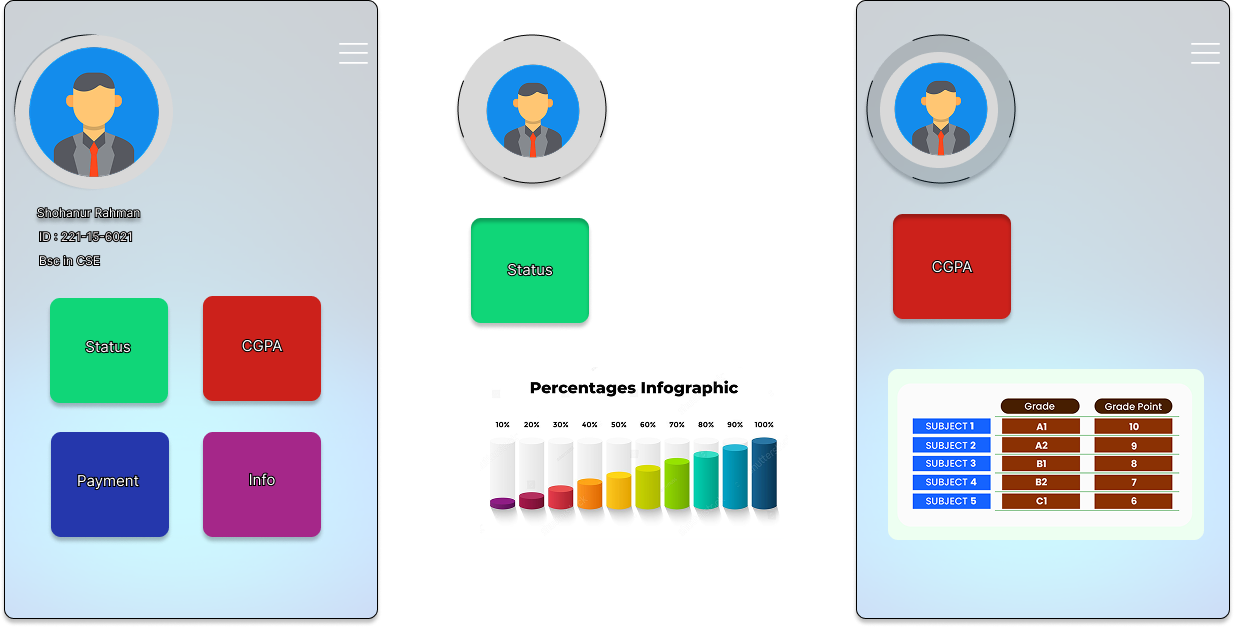 Shohanur Rahman
ID : 221-15-6021
Bsc in CSE
Status
CGPA
Payment
Info
Status
Percentages Infographic
10% 20% 30% 40% 50% 60% 70% 80% 90% 100%
CGPA
Grade Grade Point
SUBJECT 1 A1 10
SUBJECT 2 A2 9
SUBJECT 3 B1 8
SUBJECT 4 B2 7
SUBJECT 5 C1 6